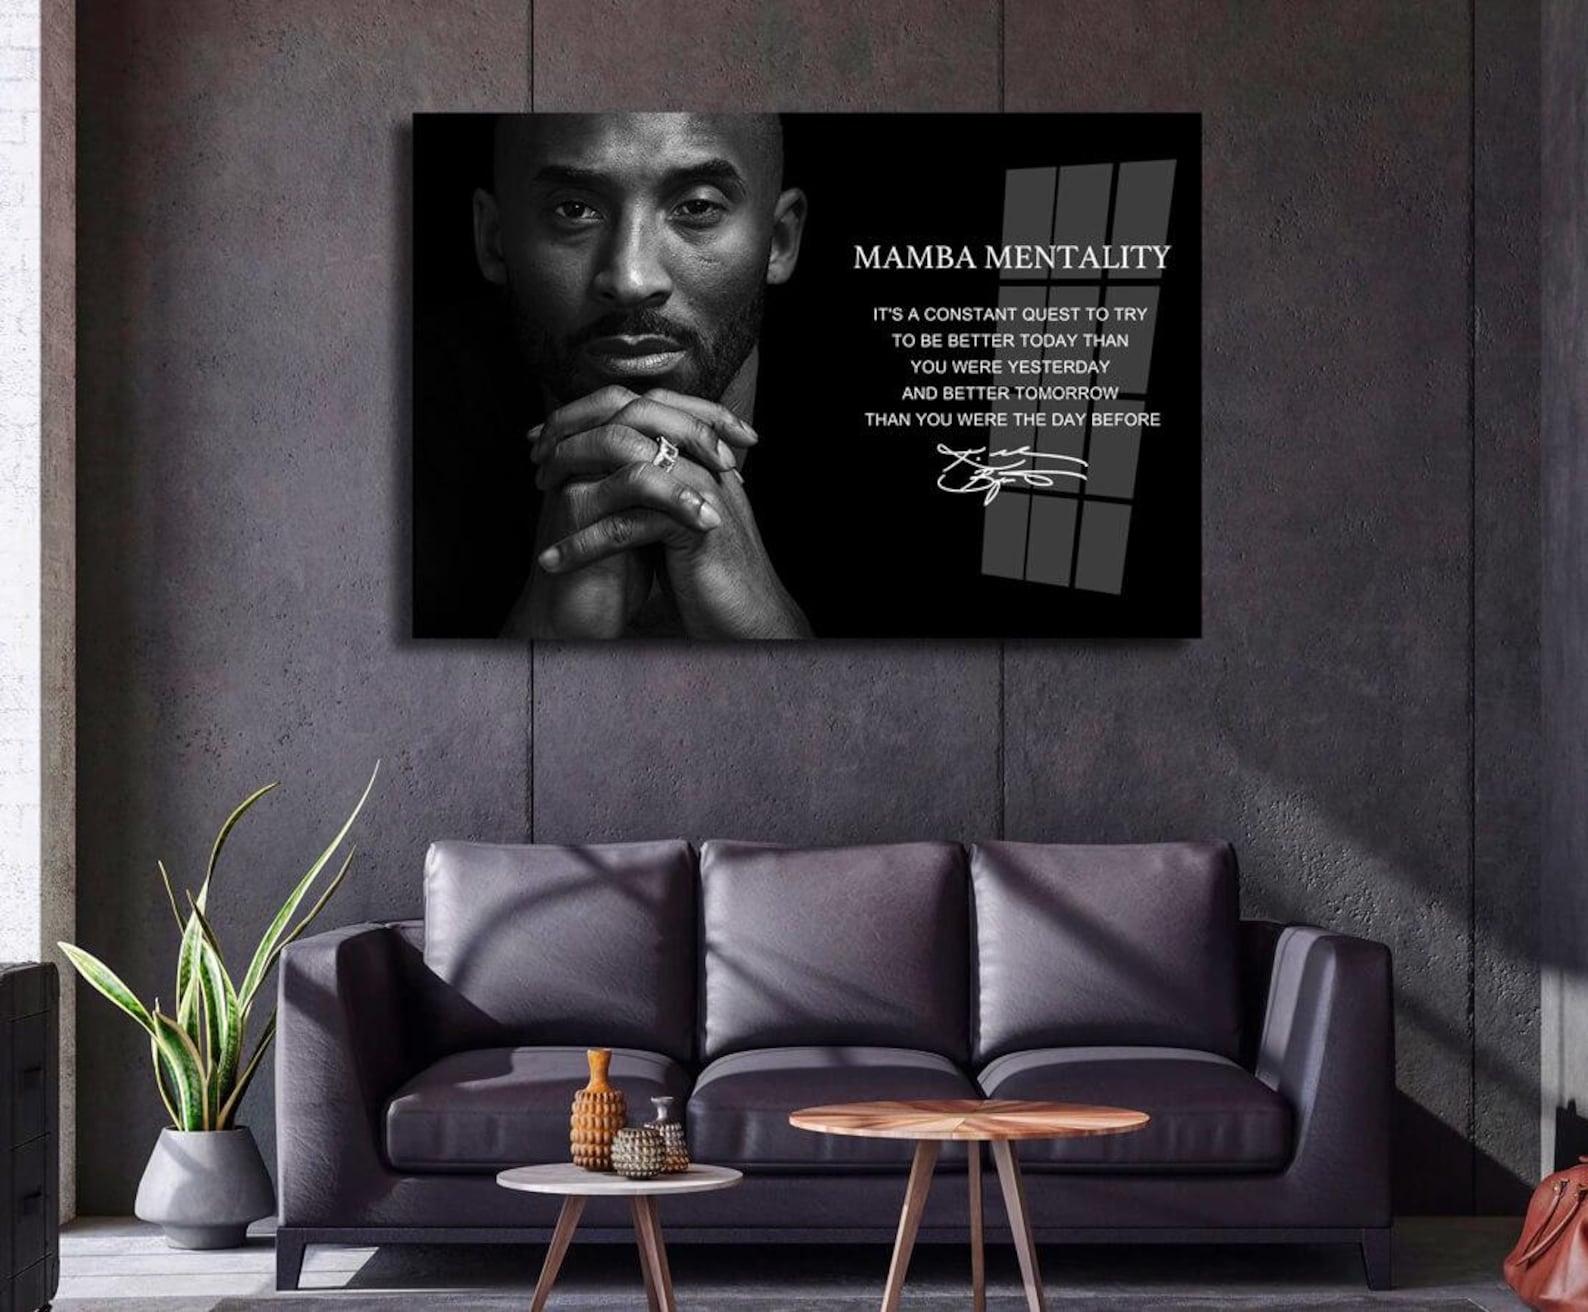 MAMBA MENTALITY
IT'S A CONSTANT QUEST TO TRY
TO BE BETTER TODAY THAN
YOU WERE YESTERDAY
AND BETTER TOMORROW
THAN YOU WERE THE DAY BEFORE